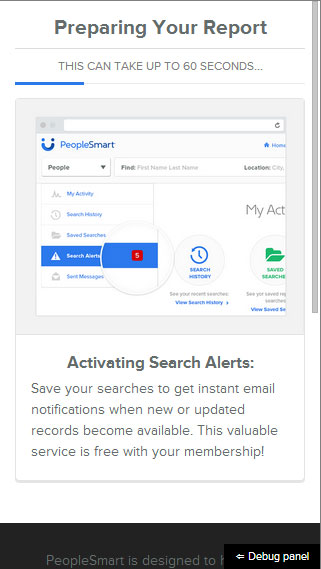 Preparing Your Report
THIS CAN TAKE UP TO 60 SECONDS...
PeopleSmart
Home
People
Find: First Name Last Name
Location: City,
My Activity
Search History
Saved Searches
Search Alerts
Sent Messages
5
My Act
SEARCH
HISTORY
SAVED
SEARCHES
See your recent searches.
View Search History
See your saved
View Saved Se
Activating Search Alerts:
Save your searches to get instant email
notifications when new or updated
records become available. This valuable
service is free with your membership!
PeopleSmart is designed to h
⇐ Debug panel